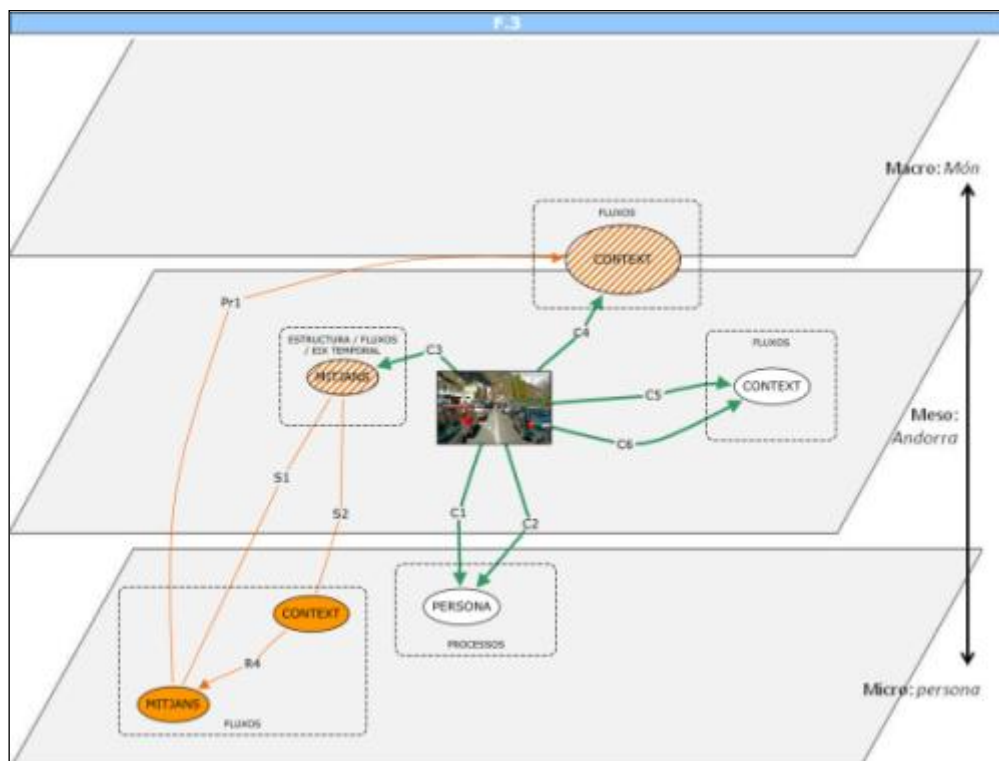 F.3
Macro: Món
FLUXOS
CONTEXT
Pr1
C4
ESTRUCTURA / FLUXOS
/ EIX TEMPORAL
MITJANS
C3
FLUXOS
CONTEXT
C5
C6
Meso:
Andorra
S1
S2
C1
C2
CONTEXT
PERSONA
PROCESSOS
R4
MITJANS
FLUXOS
Micro: persona